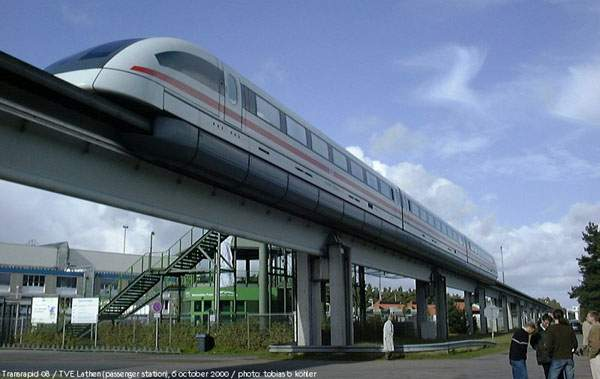 Transrapid 08 / TVE Lathen (passenger station), 6 october 2000 / photo: tobias b köhler